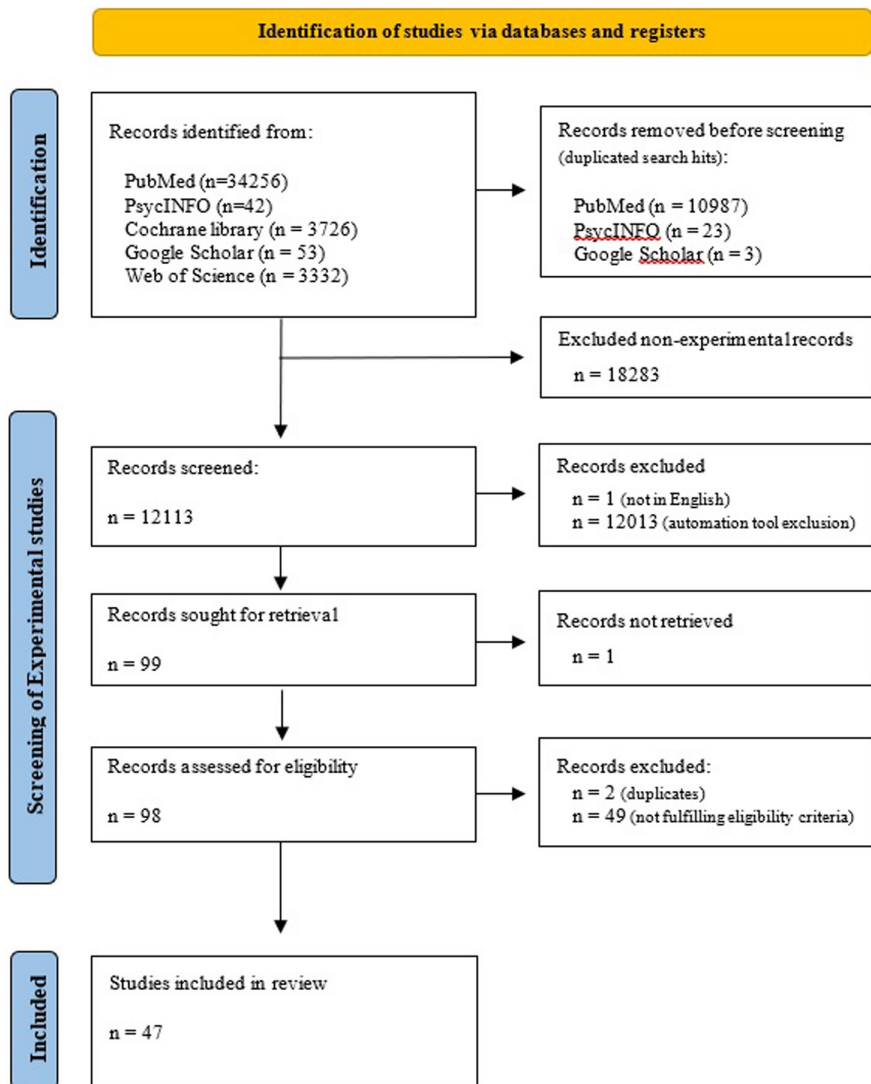 Identification of studies via databases and registers
Identification
Records identified from:
PubMed (n=34256)
PsycINFO (n=42)
Cochrane library (n = 3726)
Google Scholar (n = 53)
Web of Science (n = 3332)
Records removed before screening
(duplicated search hits):
PubMed (n = 10987)
PsycINFO (n = 23)
Google Scholar (n = 3)
Excluded non-experimental records
n = 18283
Screening of Experimental studies
Records screened:
n = 12113
Records excluded
n = 1 (not in English)
n = 12013 (automation tool exclusion)
Records sought for retrieval
n = 99
Records not retrieved
n = 1
Records assessed for eligibility
n = 98
Records excluded:
n = 2 (duplicates)
n = 49 (not fulfilling eligibility criteria)
Included
Studies included in review
n = 47